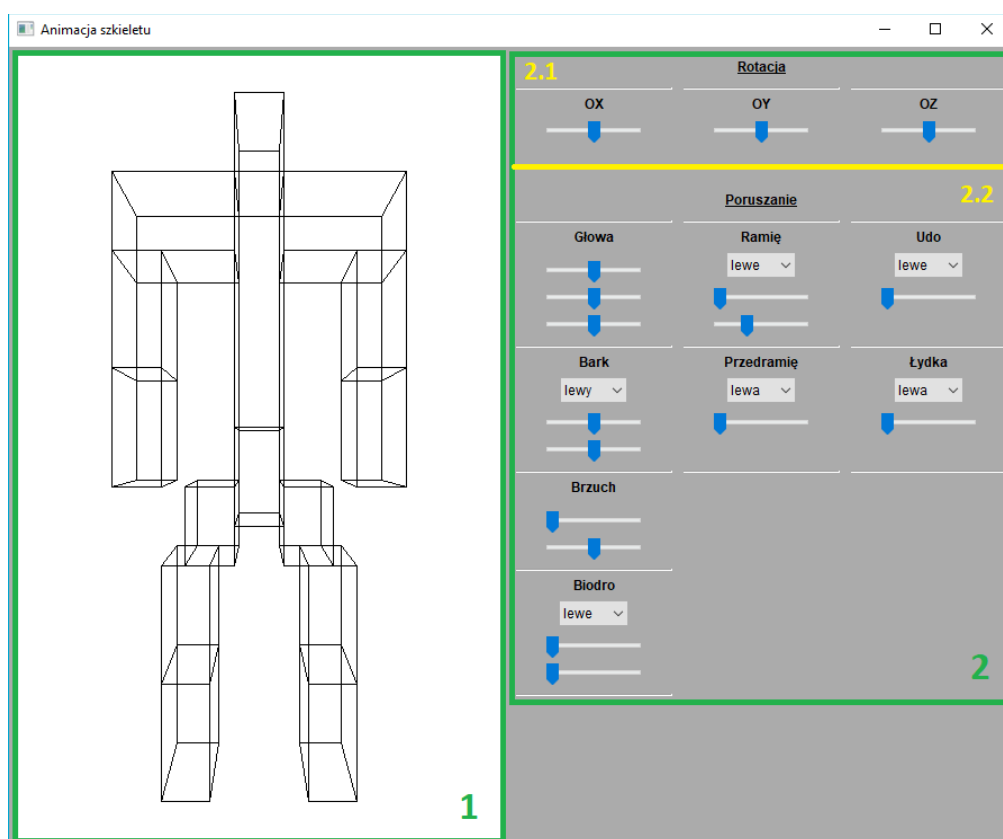 Animacja szkieletu
2.1
Rotacja
OX OY OZ
2.2
Poruszanie
Głowa Ramię Udo
lewe lewe
Bark Przedramię Łydka
lewy lewa lewa
Brzuch
Biodro
lewe
1
2